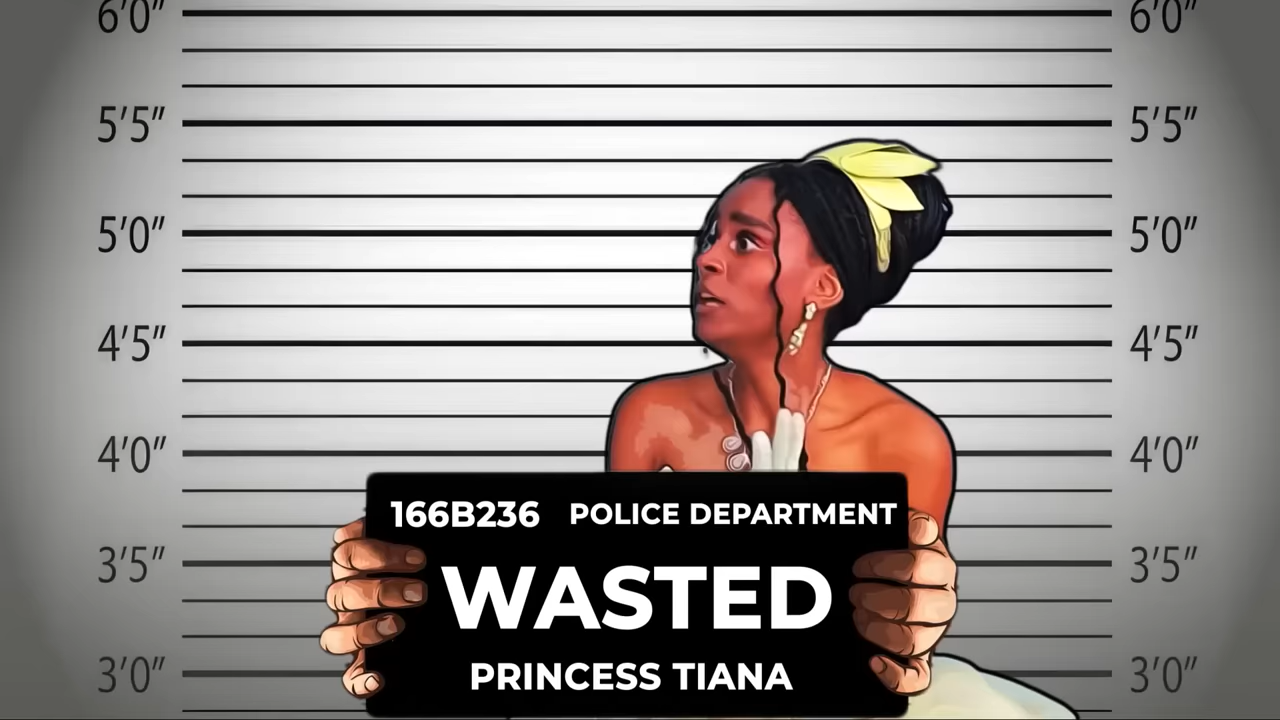 6'0" 6'0"
5'5" 5'5"
5'0" 5'0"
4'5" 4'5"
4'0" 4'0"
166B236 POLICE DEPARTMENT
3'5" 3'5"
WASTED
3'0" PRINCESS TIANA 3'0"